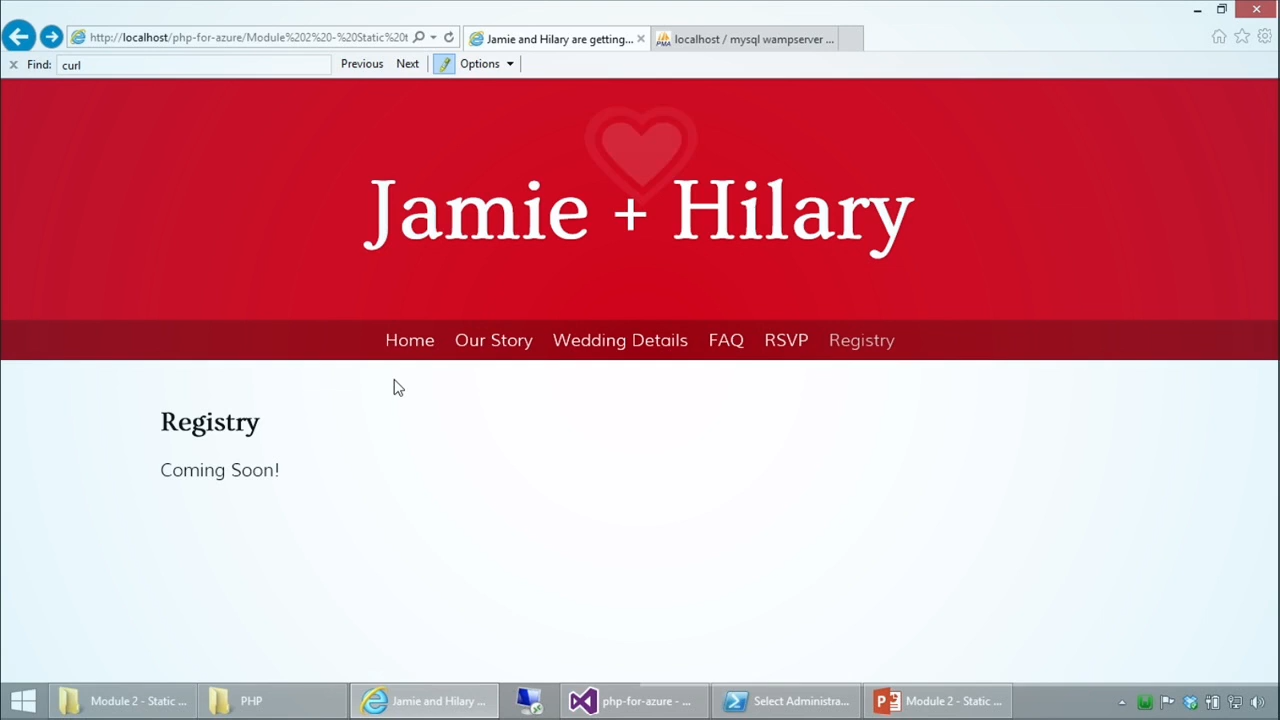 http://localhost/php-for-azure/Module%202%20-%20Static%20t
Jamie and Hilary are getting...
localhost / mysql wampserver ...
Find: curl Previous Next Options
Jamie + Hilary
Home Our Story Wedding Details FAQ RSVP Registry
Registry
Coming Soon!
Module 2 - Static ... PHP Jamie and Hilary ... php-for-azure - ... Select Administra... Module 2 - Static ...